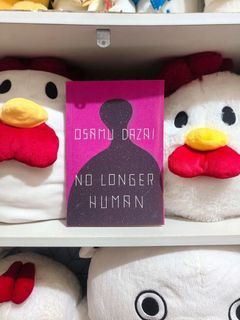 OSAMU DAZAI
NO LONGER
HUMAN